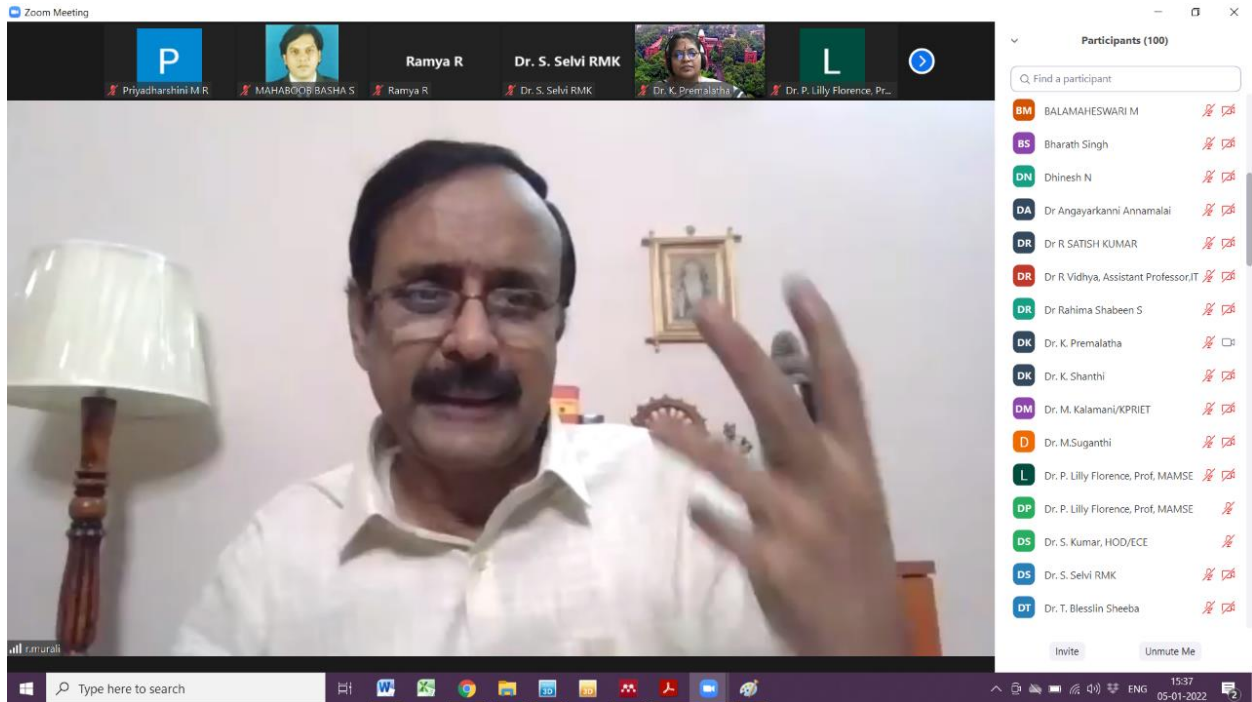 Zoom Meeting
P
Ramya R
Dr. S. Selvi RMK
L
Priyadharshini M R
MAHABOOB BASHA S
Ramya R
Dr. S. Selvi RMK
Dr. K. Premalatha
Dr. P. Lilly Florence, Pr...
r.murali
Participants (100)
Find a participant
BM BALAMAHESWARI M
BS Bharath Singh
DN Dhinesh N
DA Dr Angayarkanni Annamalai
DR Dr R SATISH KUMAR
DR Dr R Vidhya, Assistant Professor,IT
DR Dr Rahima Shabeen S
DK Dr. K. Premalatha
DK Dr. K. Shanthi
DM Dr. M. Kalamani/KPRIET
D Dr. M.Suganthi
L Dr. P. Lilly Florence, Prof, MAMSE
DP Dr. P. Lilly Florence, Prof, MAMSE
DS Dr. S. Kumar, HOD/ECE
DS Dr. S. Selvi RMK
DT Dr. T. Blesslin Sheeba
Invite Unmute Me
Type here to search
3D
3D
ENG
15:37
05-01-2022
2